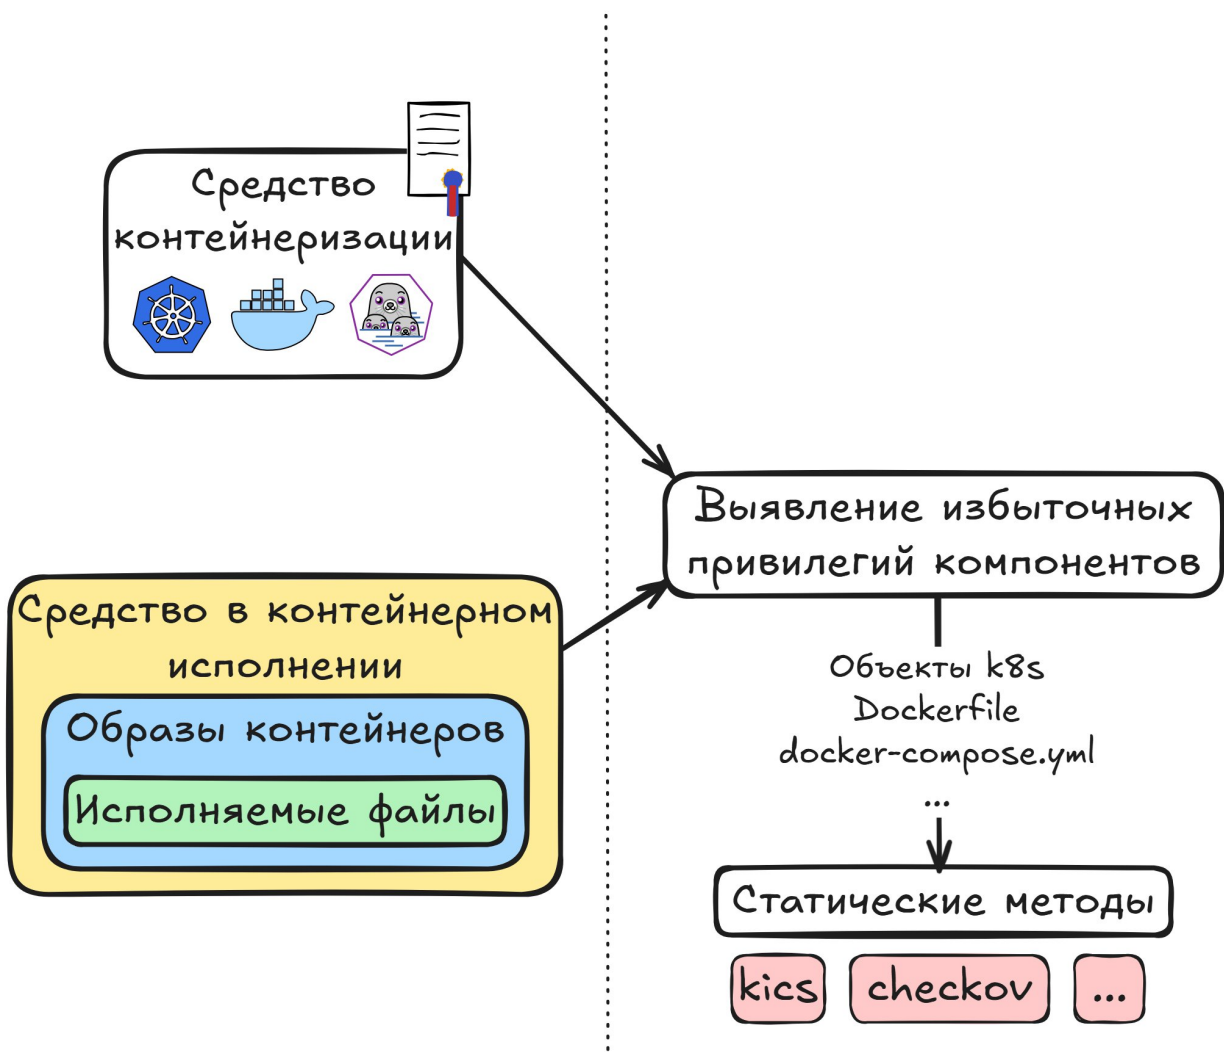 Средство
контейнеризации
Выявление избыточных
привилегий компонентов
Средство в контейнерном
исполнении
Образы контейнеров
Исполняемые файлы
Объекты k8s
Dockerfile
docker-compose.yml
...
Статические методы
kics
checkov
...